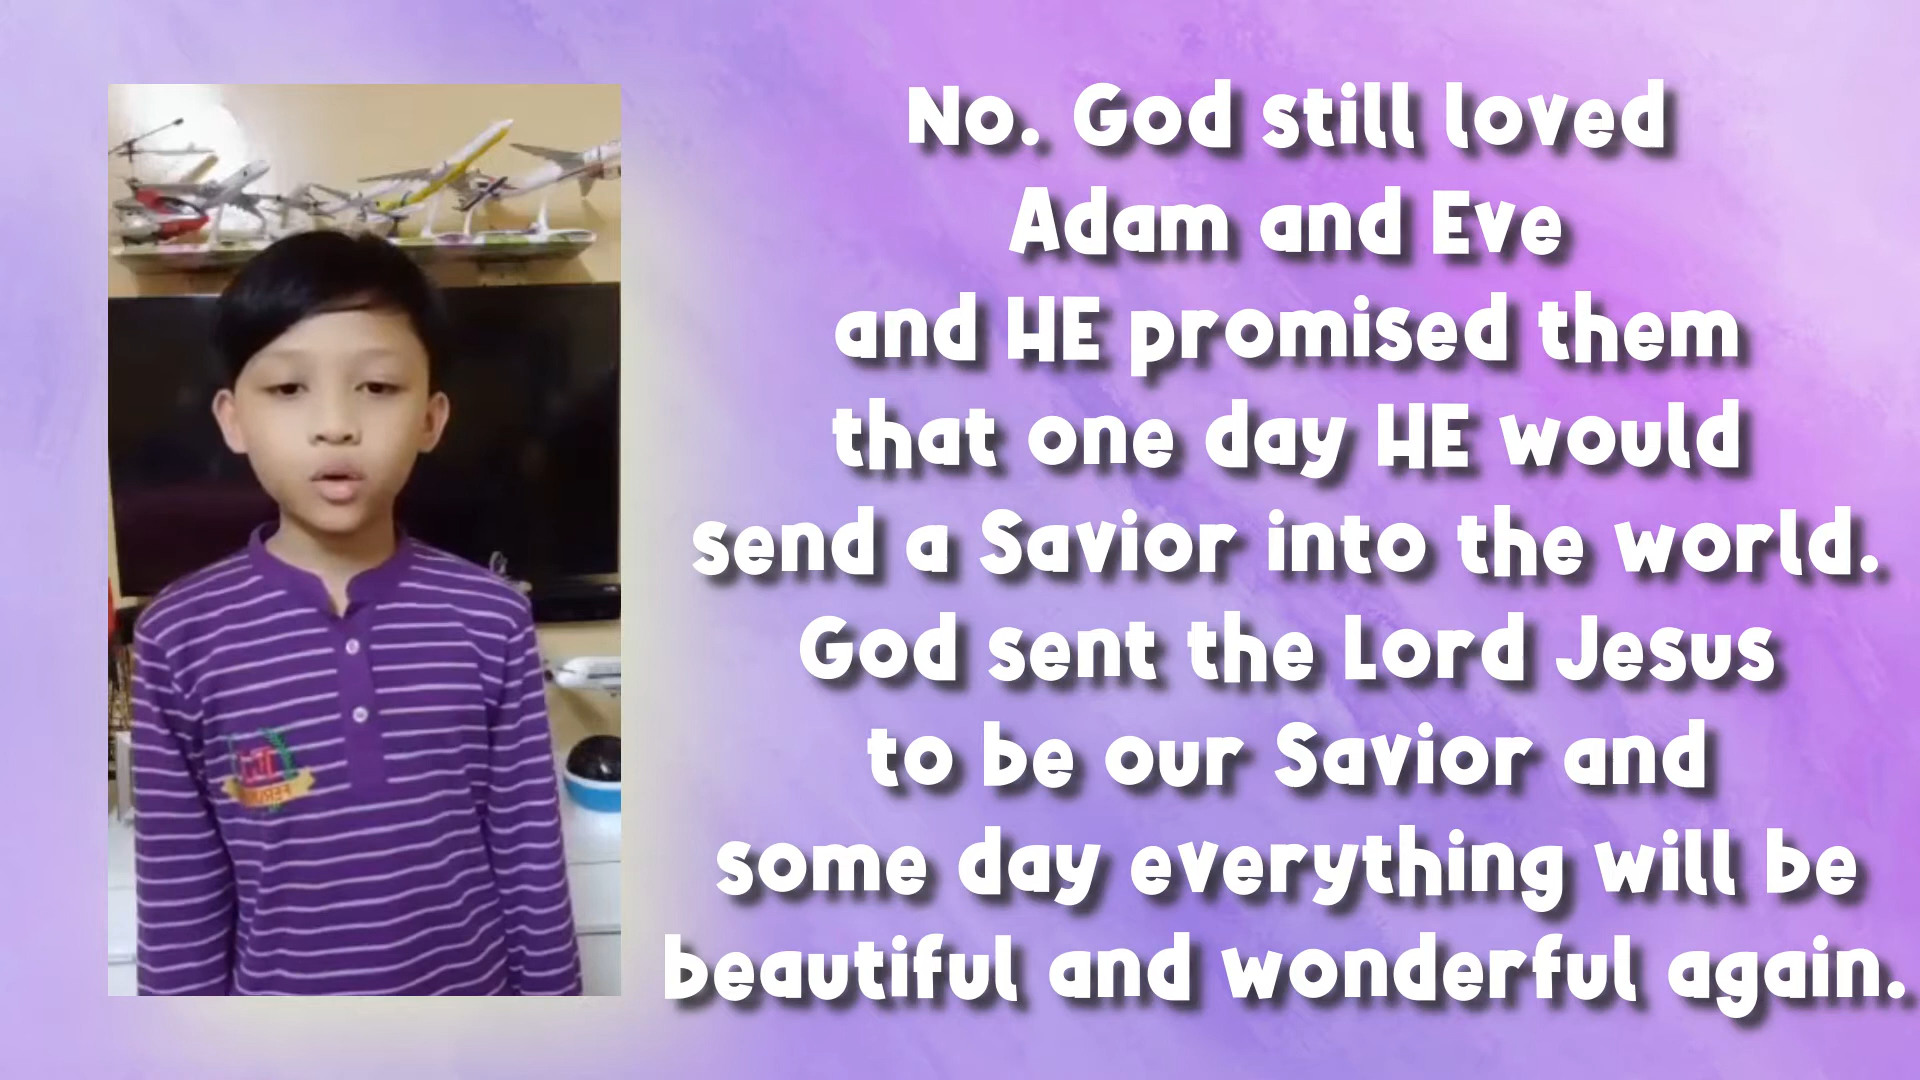 No. God still loved
Adam and Eve
and HE promised them
that one day HE would
send a Savior into the world.
God sent the Lord Jesus
to be our Savior and
some day everything will be
beautiful and wonderful again.